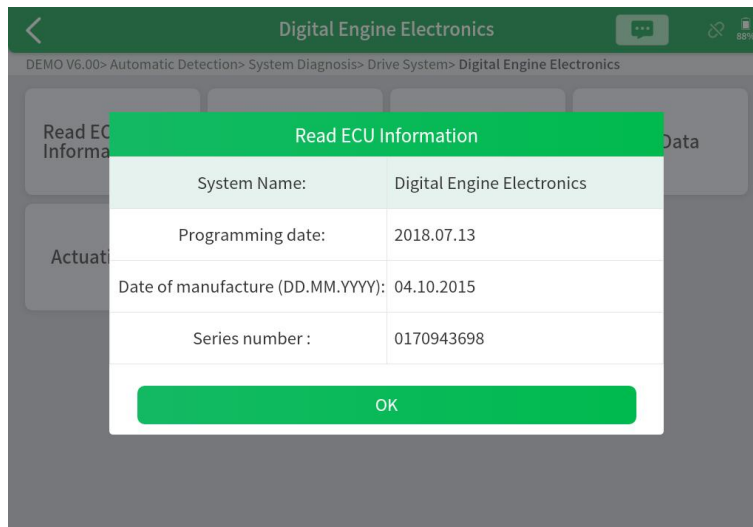 Digital Engine Electronics
88%
DEMO V6.00> Automatic Detection> System Diagnosis> Drive System> Digital Engine Electronics
Read EC
Informa
Data
Actuati
Read ECU Information
System Name: Digital Engine Electronics
Programming date: 2018.07.13
Date of manufacture (DD.MM.YYYY): 04.10.2015
Series number : 0170943698
OK